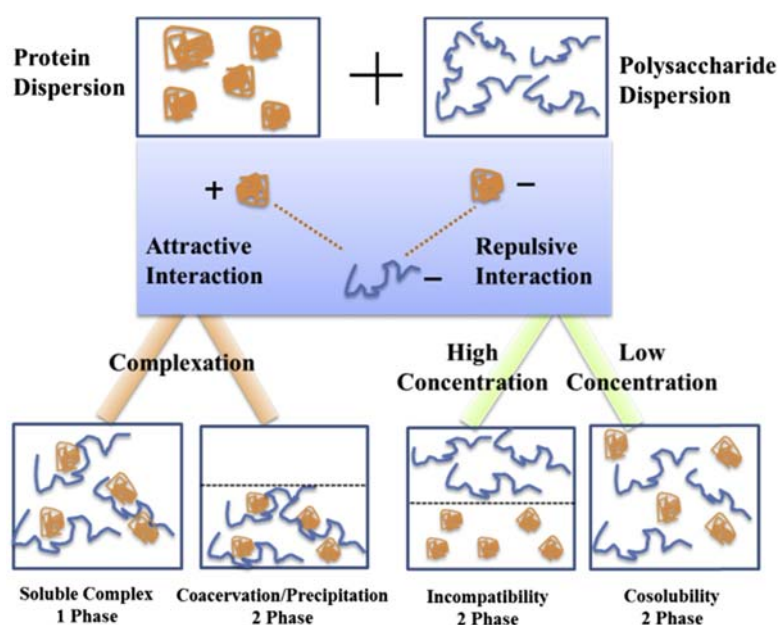 Protein
Dispersion
+
Polysaccharide
Dispersion
+
−
Attractive
Interaction
−
Repulsive
Interaction
Complexation
High
Concentration
Low
Concentration
Soluble Complex
1 Phase
Coacervation/Precipitation
2 Phase
Incompatibility
2 Phase
Cosolubility
2 Phase